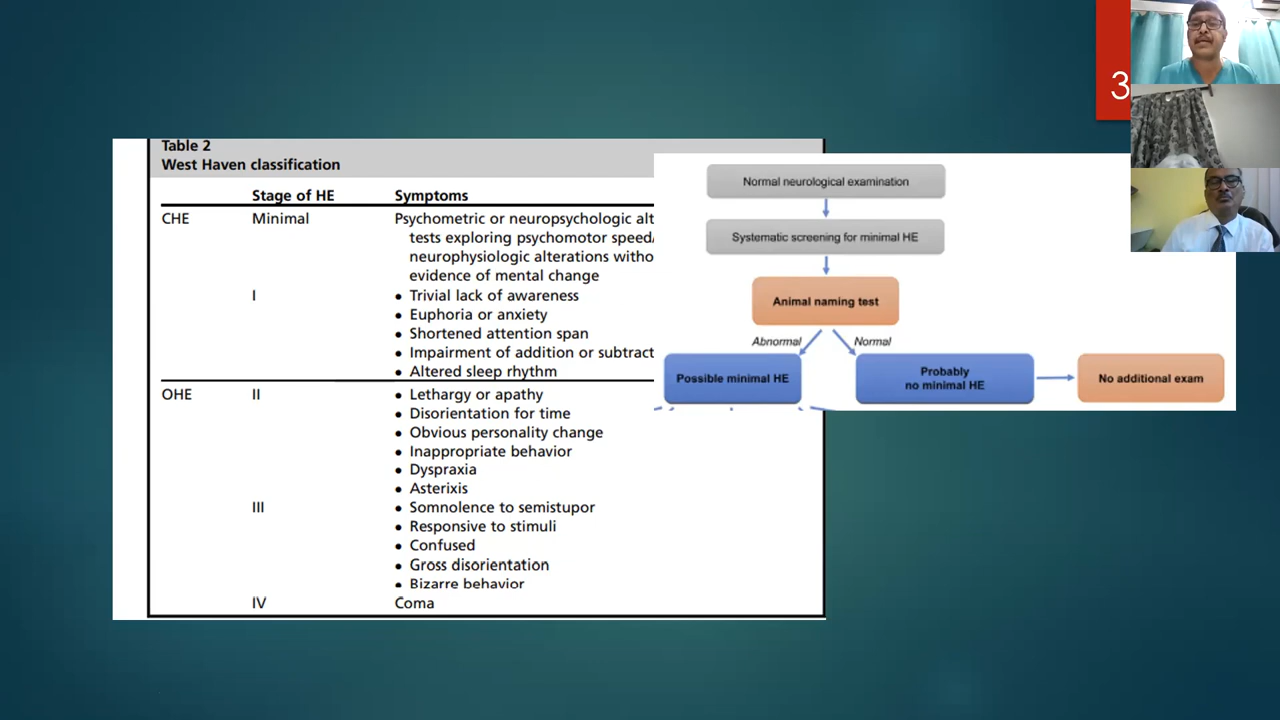 3
Table 2
West Haven classification
Stage of HE Symptoms
CHE Minimal Psychometric or neuropsychologic alt
tests exploring psychomotor speed/
neurophysiologic alterations witho
evidence of mental change
I • Trivial lack of awareness
• Euphoria or anxiety
• Shortened attention span
• Impairment of addition or subtract
• Altered sleep rhythm
OHE II • Lethargy or apathy
• Disorientation for time
• Obvious personality change
• Inappropriate behavior
• Dyspraxia
• Asterixis
III • Somnolence to semistupor
• Responsive to stimuli
• Confused
• Gross disorientation
• Bizarre behavior
IV Coma
Normal neurological examination
Systematic screening for minimal HE
Animal naming test
Abnormal Normal
Possible minimal HE
Probably
no minimal HE
No additional exam